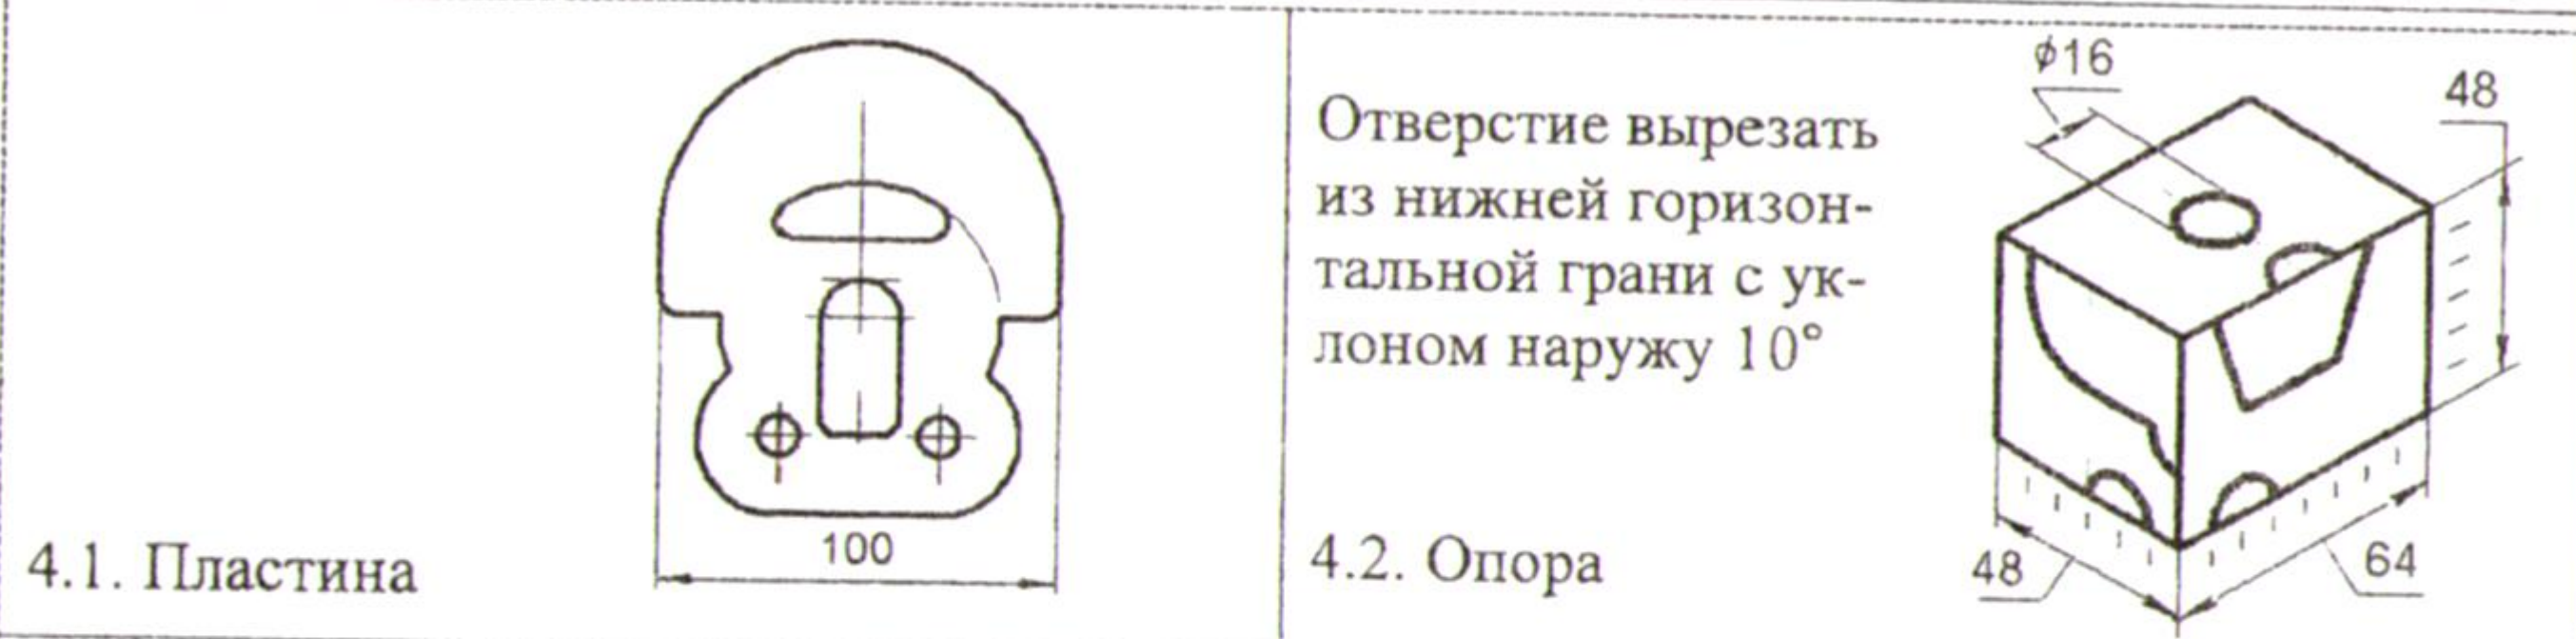 4.1. Пластина
100
Отверстие вырезать
из нижней горизон-
тальной грани с ук-
лоном наружу 10°
4.2. Опора
ϕ16
48
48
64